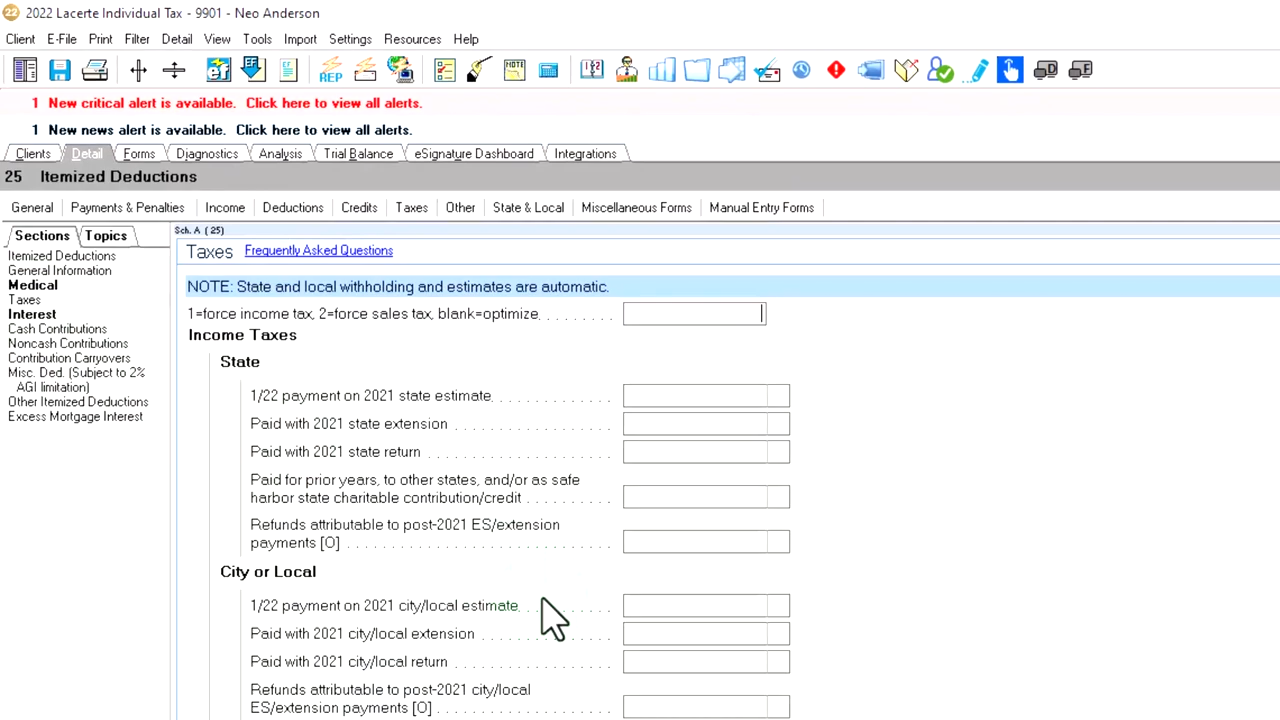 22 2022 Lacerte Individual Tax - 9901 - Neo Anderson
Client E-File Print Filter Detail View Tools Import Settings Resources Help
REP NOTE D F
1 New critical alert is available. Click here to view all alerts.
1 New news alert is available. Click here to view all alerts.
Clients Detail Forms Diagnostics Analysis Trial Balance eSignature Dashboard Integrations
25 Itemized Deductions
General Payments & Penalties Income Deductions Credits Taxes Other State & Local Miscellaneous Forms Manual Entry Forms
Sections Topics
Itemized Deductions
General Information
Medical
Taxes
Interest
Cash Contributions
Noncash Contributions
Contribution Carryovers
Misc. Ded. (Subject to 2%
AGI limitation)
Other Itemized Deductions
Excess Mortgage Interest
Sch. A (25)
Taxes Frequently Asked Questions
NOTE: State and local withholding and estimates are automatic.
1=force income tax, 2=force sales tax, blank=optimize
Income Taxes
State
1/22 payment on 2021 state estimate
Paid with 2021 state extension
Paid with 2021 state return
Paid for prior years, to other states, and/or as safe
harbor state charitable contribution/credit
Refunds attributable to post-2021 ES/extension
payments [O]
City or Local
1/22 payment on 2021 city/local estimate
Paid with 2021 city/local extension
Paid with 2021 city/local return
Refunds attributable to post-2021 city/local
ES/extension payments [O]